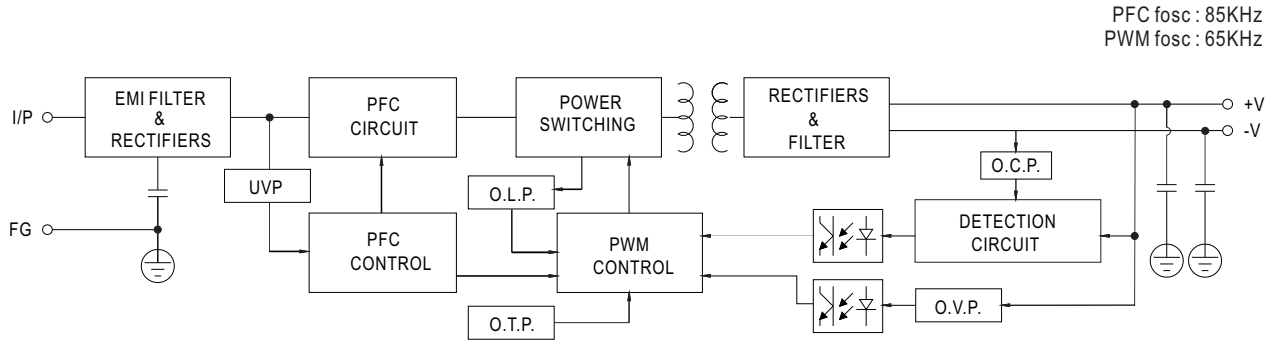 PFC fosc : 85KHz
PWM fosc : 65KHz
I/P
EMI FILTER
&
RECTIFIERS
PFC
CIRCUIT
POWER
SWITCHING
RECTIFIERS
&
FILTER
+V
-V
UVP
O.L.P.
O.C.P.
FG
PFC
CONTROL
PWM
CONTROL
DETECTION
CIRCUIT
O.T.P.
O.V.P.